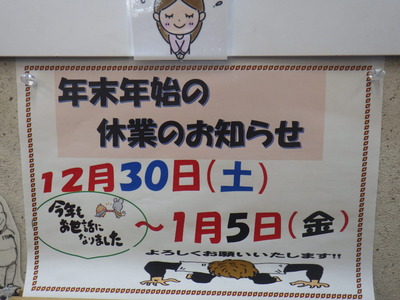 年末年始の
休業のお知らせ
12月30日(土)
今年も
お世話に
なりました
～1月5日(金)
よろしくお願いいたします!!